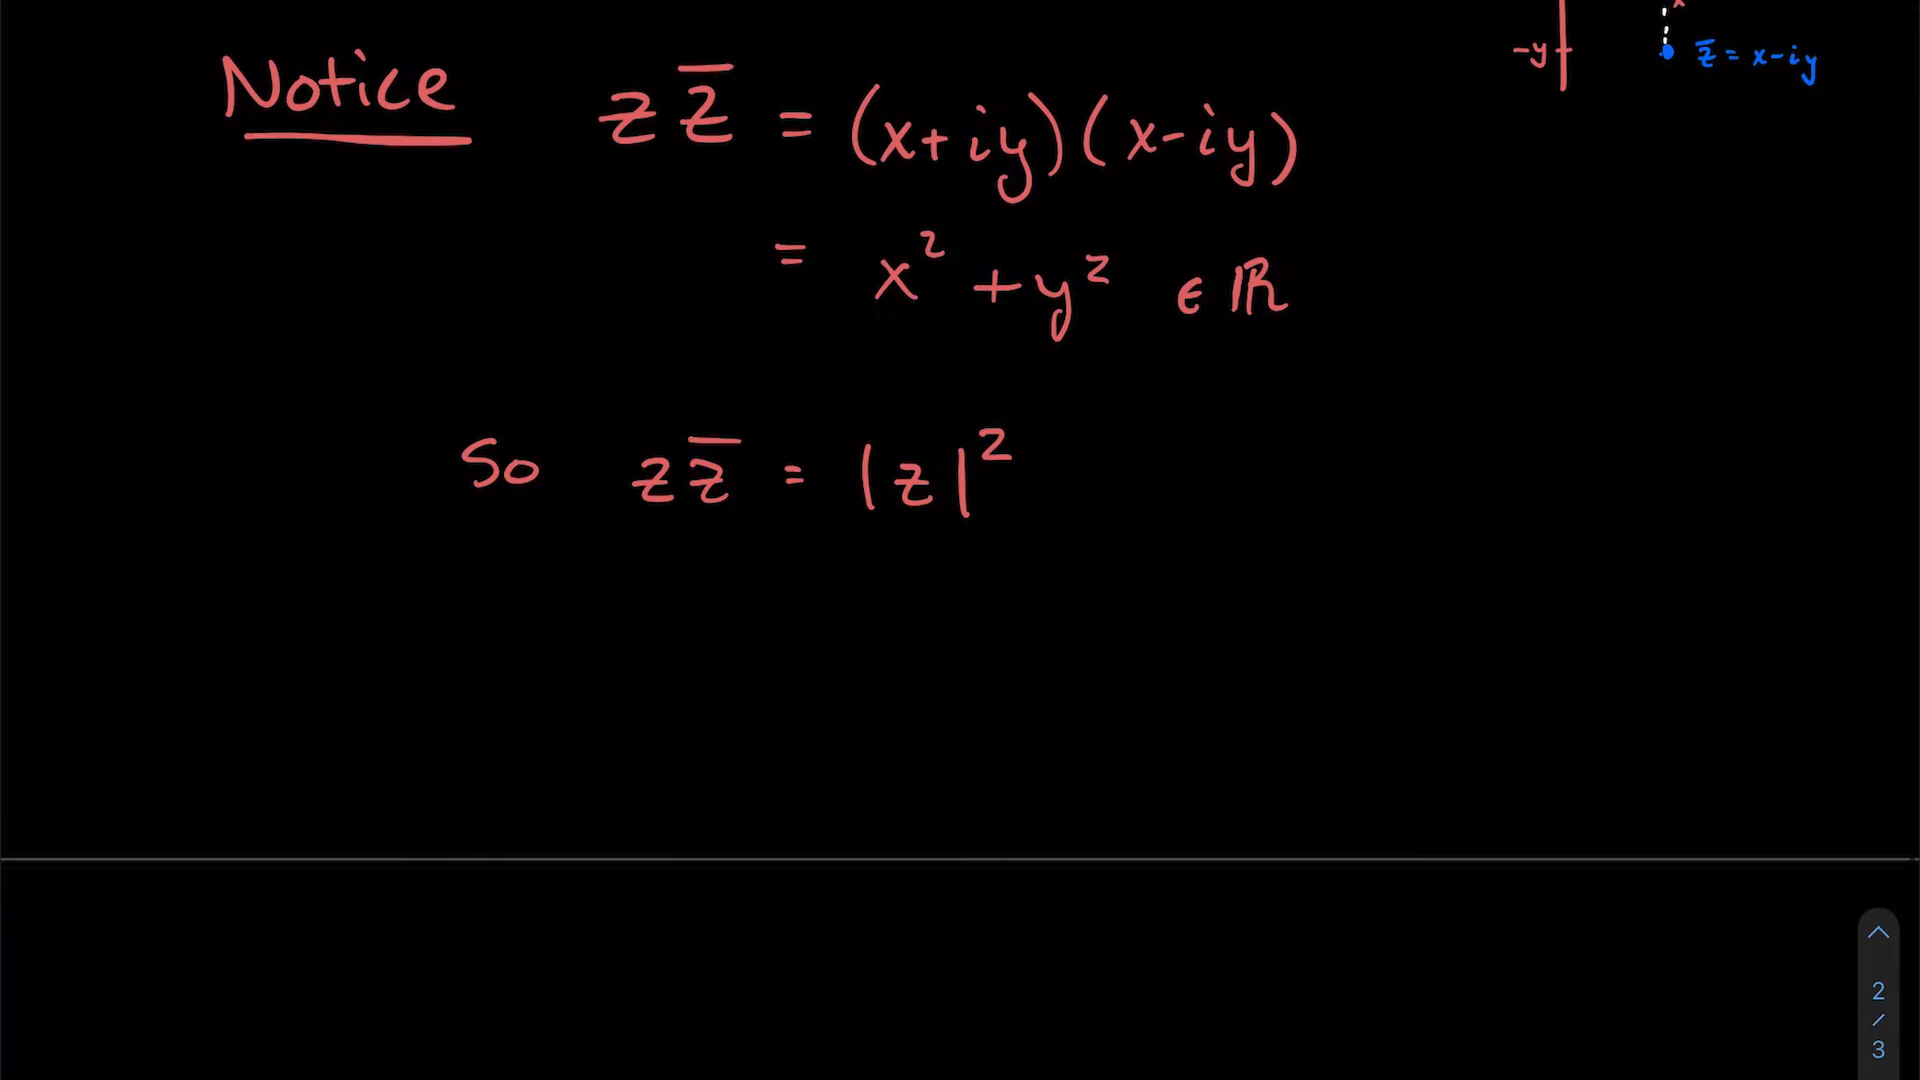 x
-y z̅ = x-iy
Notice z z̅ = (x+iy)(x-iy)
= x² + y² ∈ ℝ
So z z̅ = |z|²
2
/
3